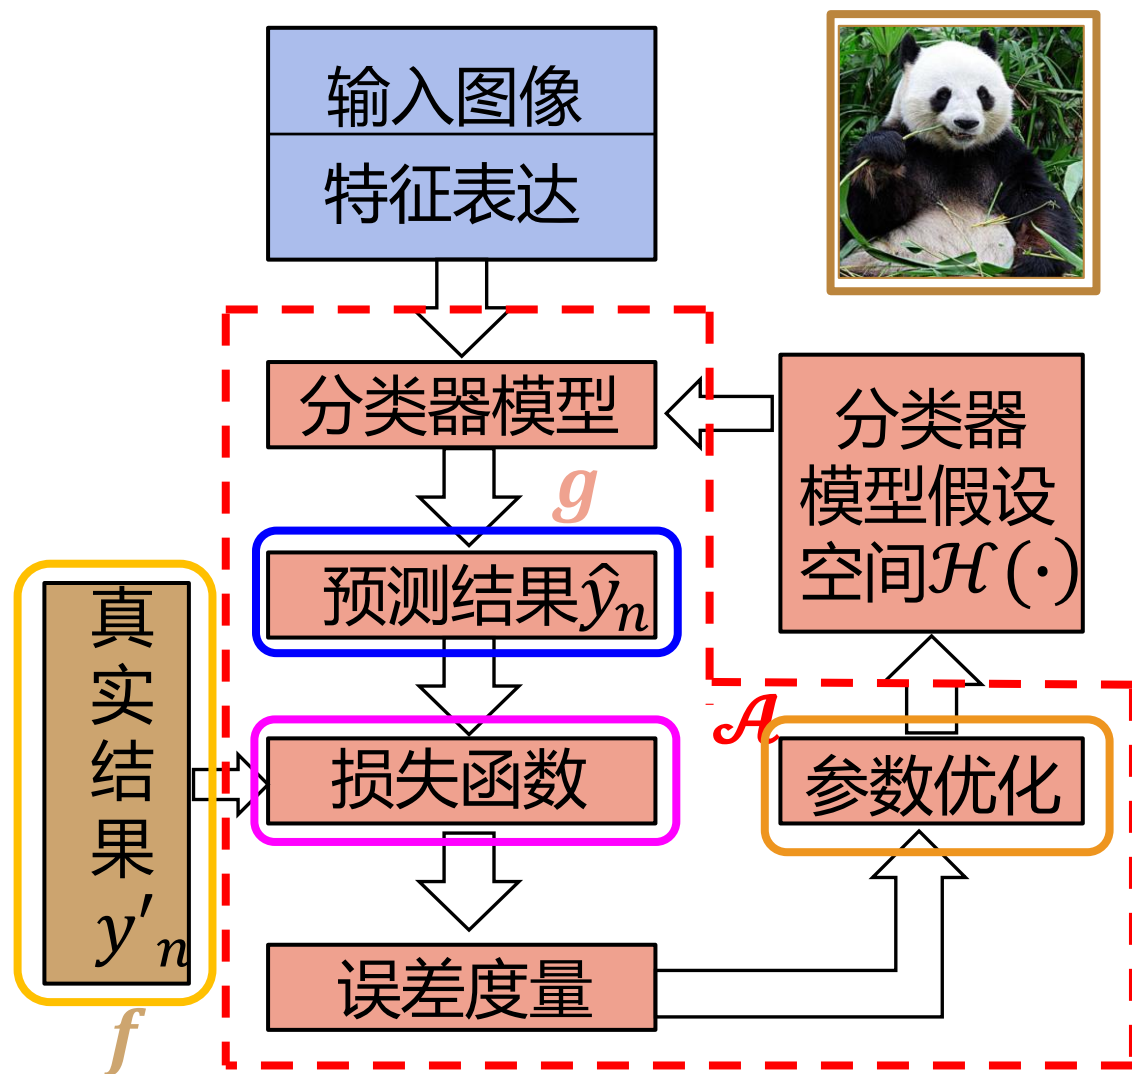 输入图像
特征表达
分类器模型
g
分类器
模型假设
空间ℋ(·)
预测结果ŷₙ
真
实
结
果
y′ₙ
f
损失函数
𝒜
参数优化
误差度量